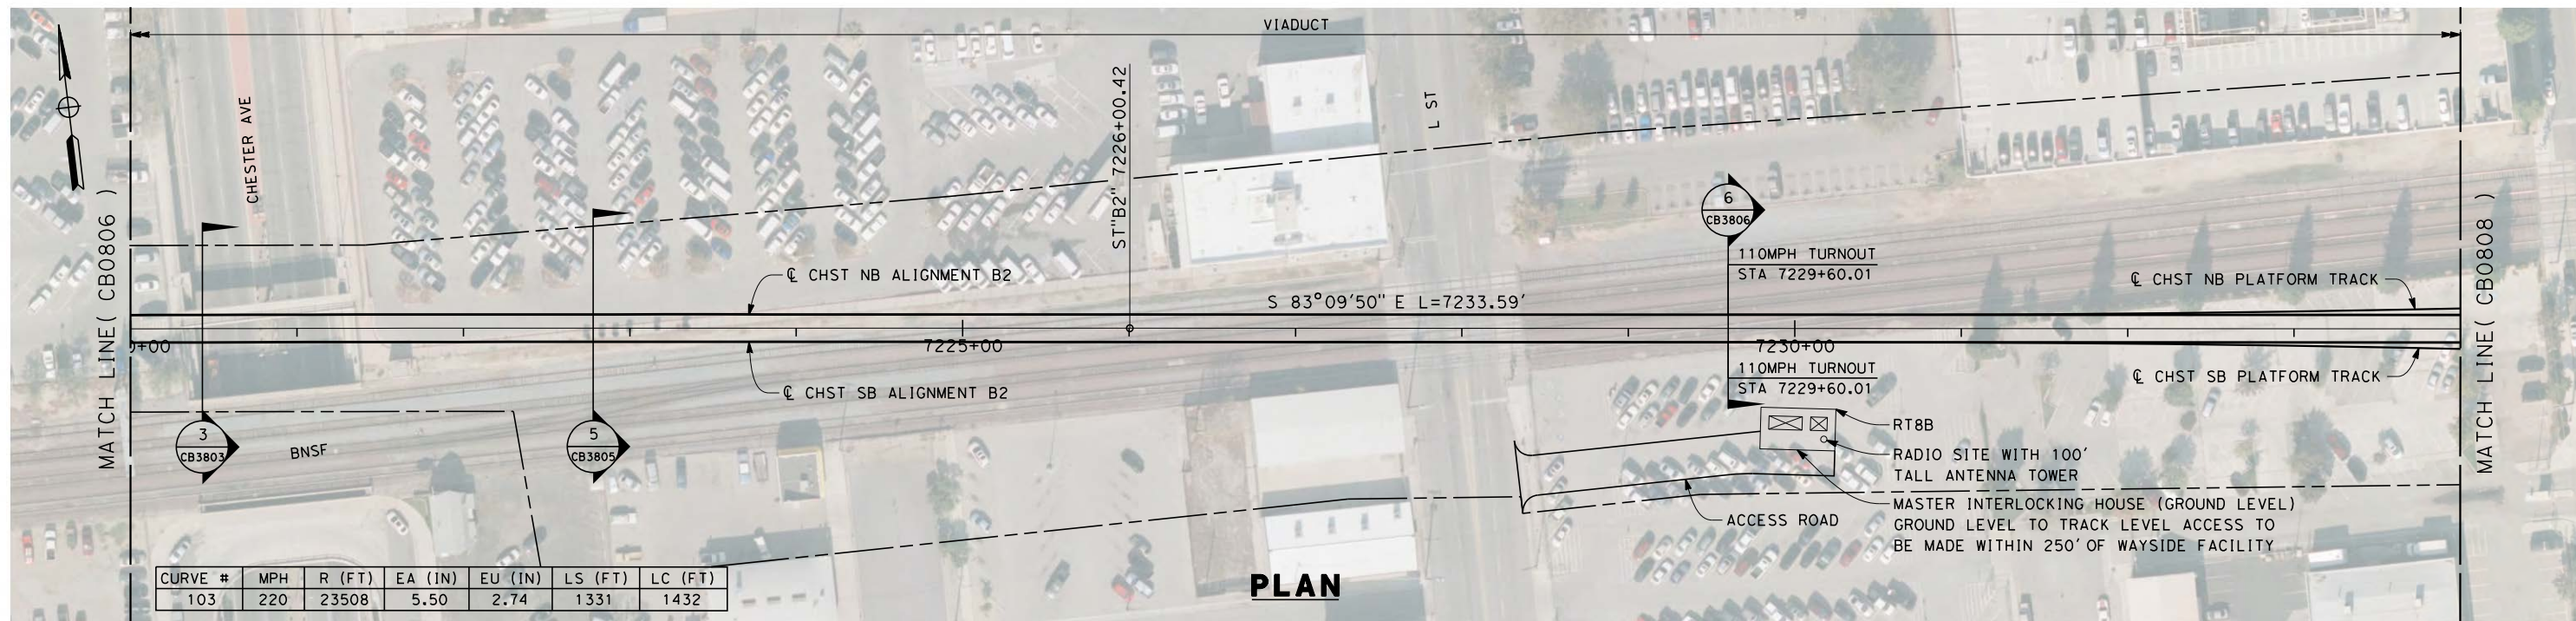 VIADUCT
CHESTER AVE
ST"B2" 7226+00.42
L ST
MATCH LINE( CB0806 )
MATCH LINE( CB0808 )
6
CB3806
110MPH TURNOUT
STA 7229+60.01
℄ CHST NB ALIGNMENT B2
℄ CHST NB PLATFORM TRACK
S 83°09'50" E L=7233.59'
+00
7225+00
7230+00
110MPH TURNOUT
STA 7229+60.01
℄ CHST SB ALIGNMENT B2
℄ CHST SB PLATFORM TRACK
3
CB3803
BNSF
5
CB3805
RT8B
RADIO SITE WITH 100'
TALL ANTENNA TOWER
MASTER INTERLOCKING HOUSE (GROUND LEVEL)
GROUND LEVEL TO TRACK LEVEL ACCESS TO
BE MADE WITHIN 250' OF WAYSIDE FACILITY
ACCESS ROAD
CURVE # MPH R (FT) EA (IN) EU (IN) LS (FT) LC (FT)
103 220 23508 5.50 2.74 1331 1432
PLAN